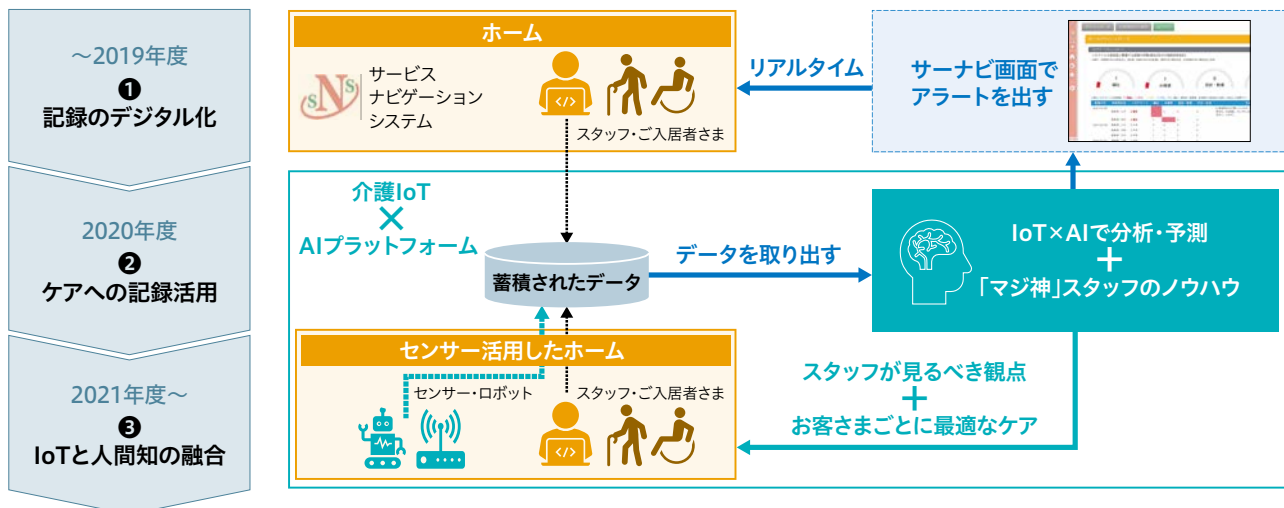 ~2019年度
❶
記録のデジタル化
2020年度
❷
ケアへの記録活用
2021年度~
❸
IoTと人間知の融合
ホーム
sNs
サービス
ナビゲーション
システム
スタッフ・ご入居者さま
リアルタイム
サーナビ画面で
アラートを出す
介護IoT
×
AIプラットフォーム
蓄積されたデータ
データを取り出す
IoT×AIで分析・予測
+
「マジ神」スタッフのノウハウ
センサー活用したホーム
センサー・ロボット
スタッフ・ご入居者さま
スタッフが見るべき観点
+
お客さまごとに最適なケア